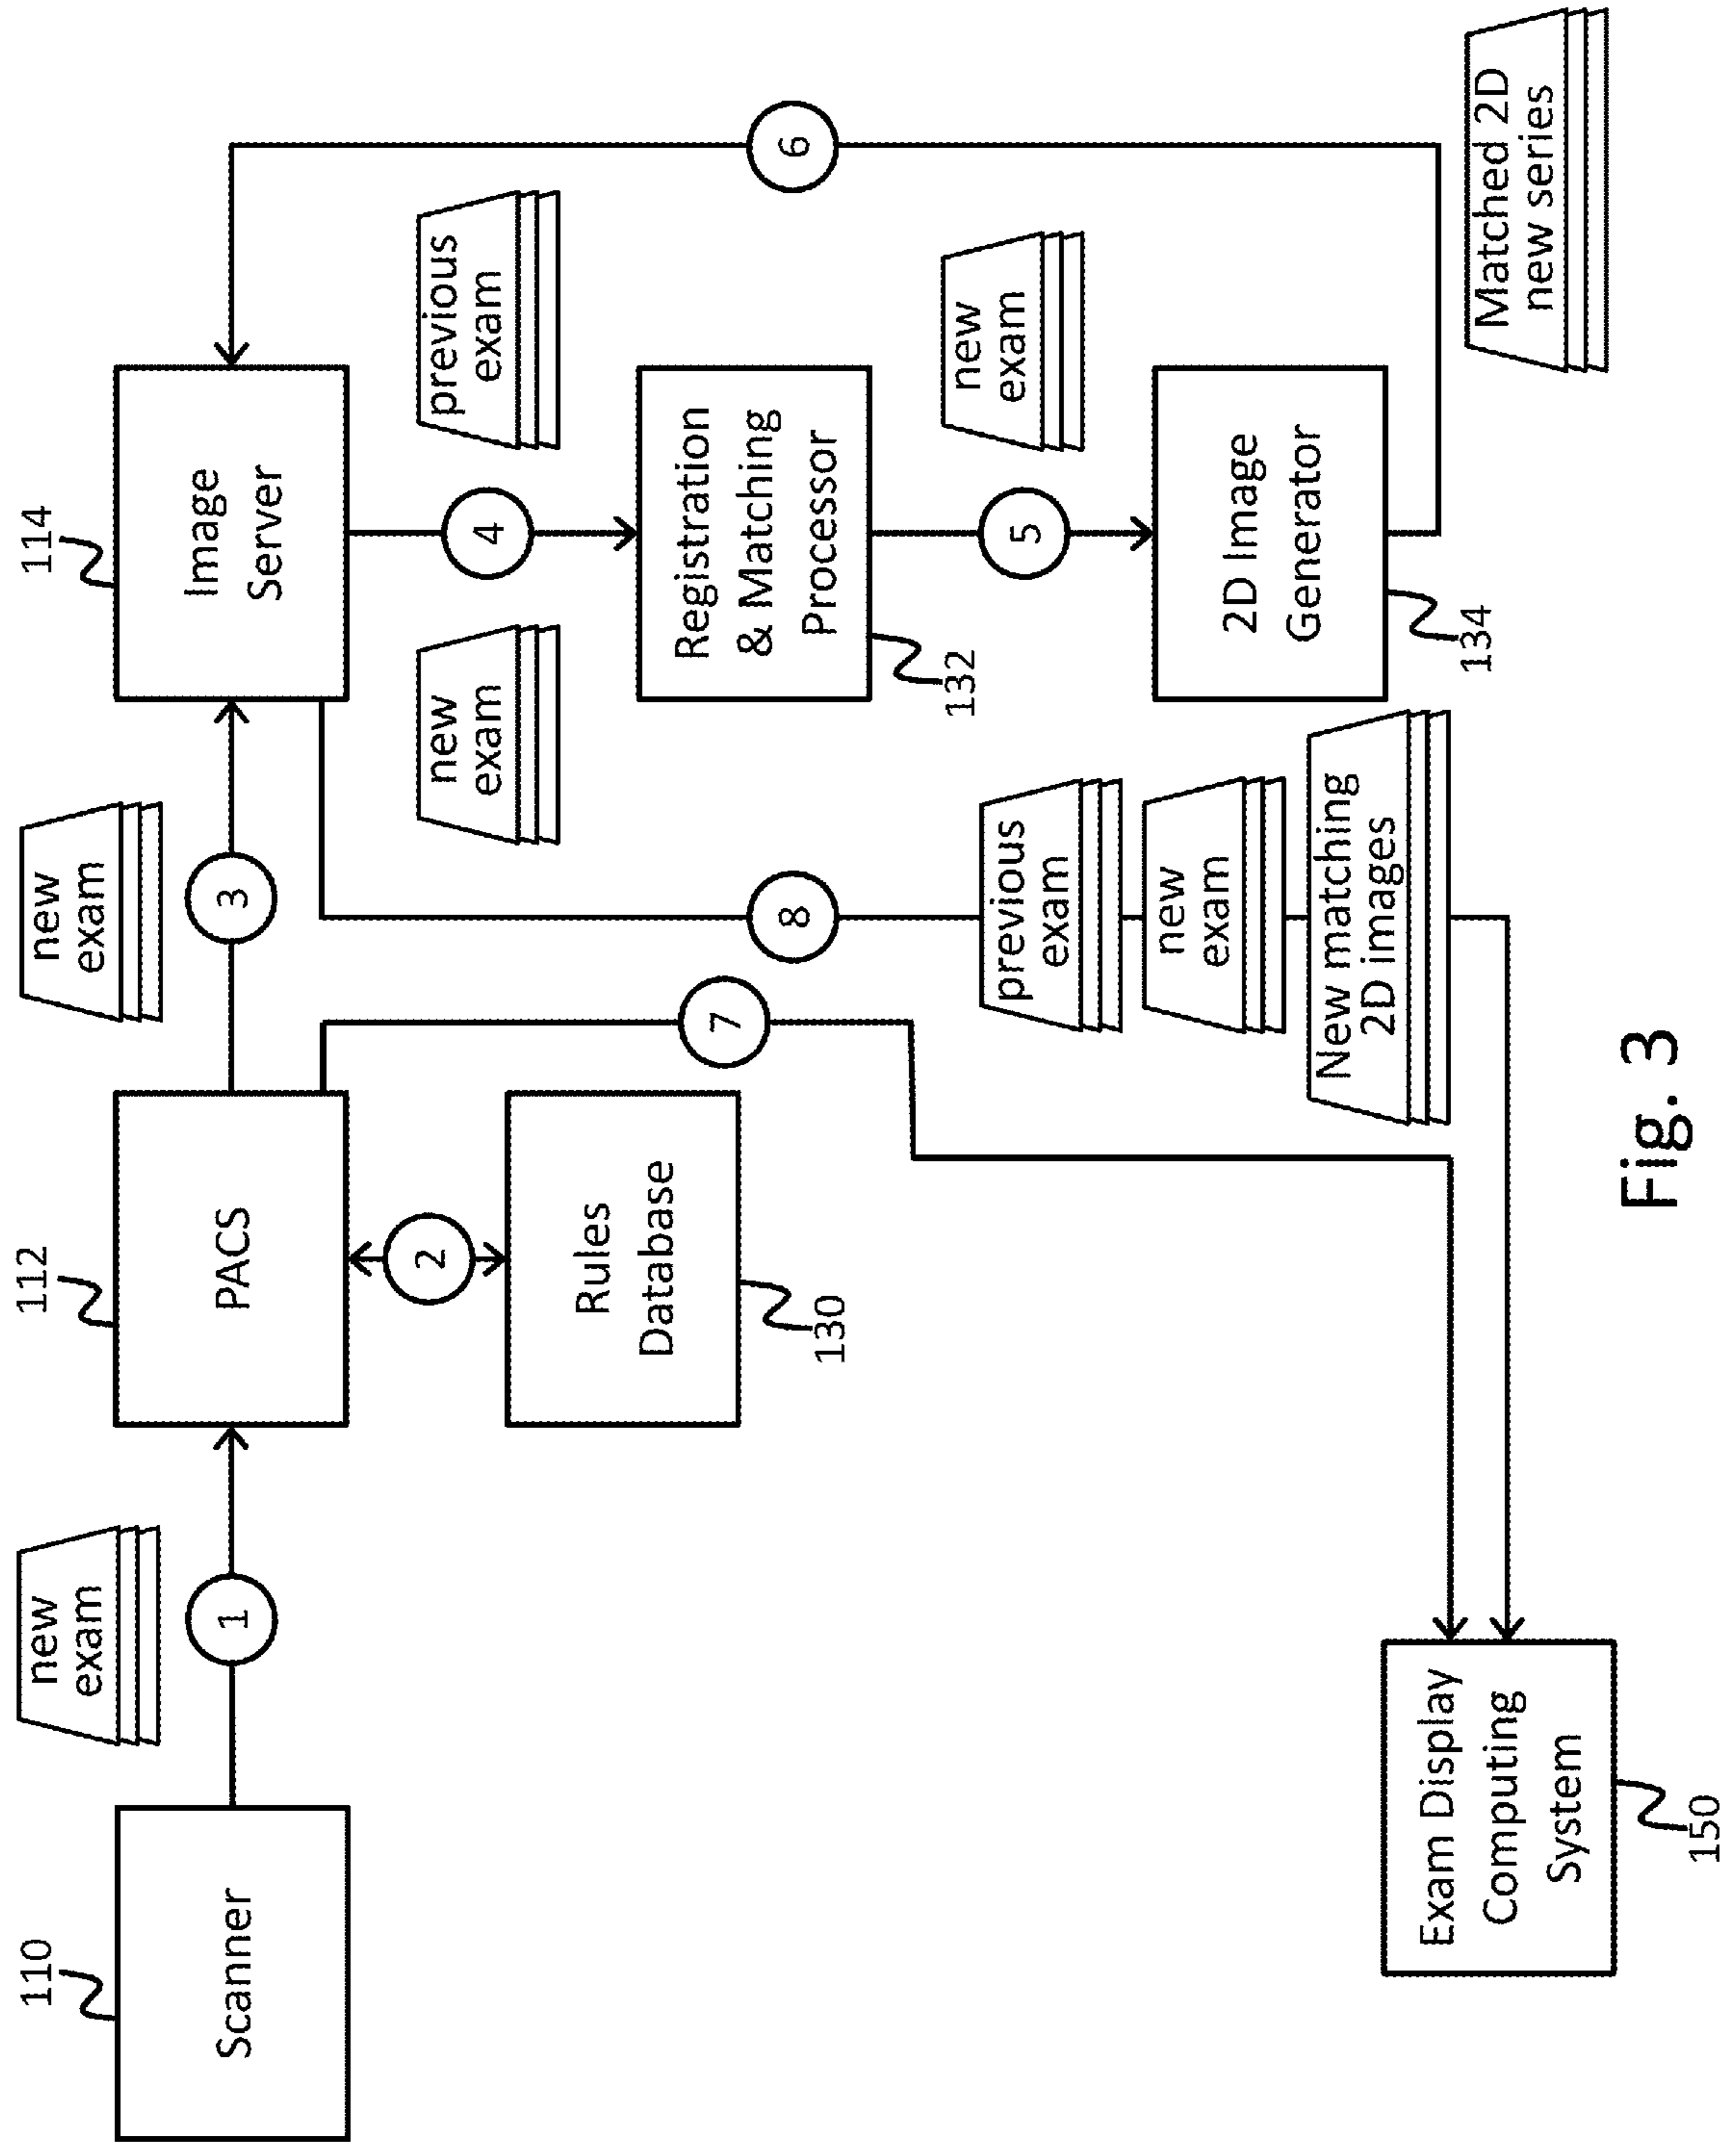 110
112
114
new
exam
new
exam
Scanner
1
PACS
3
Image
Server
6
2
new
exam
4
previous
exam
Rules
Database
130
7
8
Registration
& Matching
Processor
132
previous
exam
new
exam
5
new
exam
New matching
2D images
2D Image
Generator
134
Exam Display
Computing
System
150
Matched 2D
new series
Fig. 3